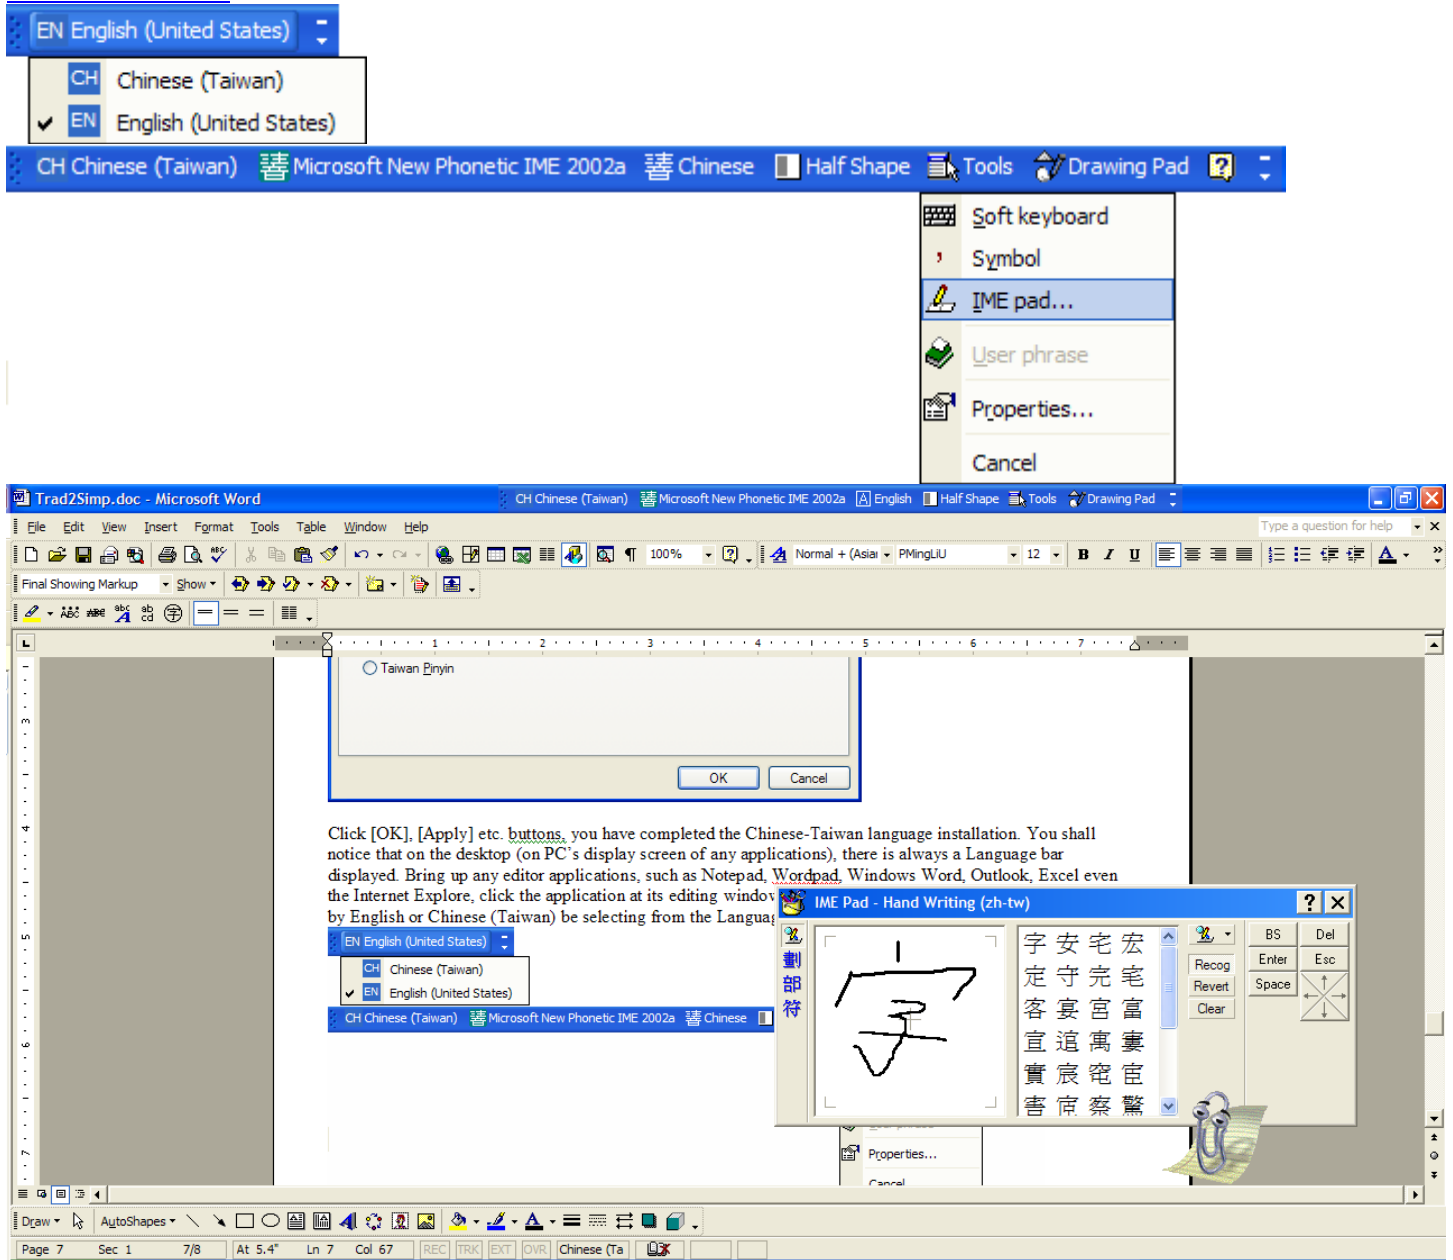 EN English (United States)
CH Chinese (Taiwan)
EN English (United States)
CH Chinese (Taiwan) Microsoft New Phonetic IME 2002a Chinese Half Shape Tools Drawing Pad
Soft keyboard
Symbol
IME pad...
User phrase
Properties...
Cancel
Trad2Simp.doc - Microsoft Word
CH Chinese (Taiwan) Microsoft New Phonetic IME 2002a A English Half Shape Tools Drawing Pad
File Edit View Insert Format Tools Table Window Help Type a question for help
100% Normal + (Asiar PMingLiU 12 B I U A
Final Showing Markup Show
L 1 2 3 4 5 6 7
Taiwan Pinyin
OK Cancel
Click [OK], [Apply] etc. buttons, you have completed the Chinese-Taiwan language installation. You shall
notice that on the desktop (on PC's display screen of any applications), there is always a Language bar
displayed. Bring up any editor applications, such as Notepad, Wordpad, Windows Word, Outlook, Excel even
the Internet Explore, click the application at its editing window
by English or Chinese (Taiwan) be selecting from the Languag
EN English (United States)
CH Chinese (Taiwan)
EN English (United States)
CH Chinese (Taiwan) Microsoft New Phonetic IME 2002a Chinese
IME Pad - Hand Writing (zh-tw)
劃
部
符
字
字安宅宏
定守完宅
客宴宮富
宣 寓
實宸 宦
害 察驚
Recog
Revert
Clear
BS Del
Enter Esc
Space
Properties...
Cancel
Draw AutoShapes
Page 7 Sec 1 7/8 At 5.4" Ln 7 Col 67 REC TRK EXT OVR Chinese (Ta